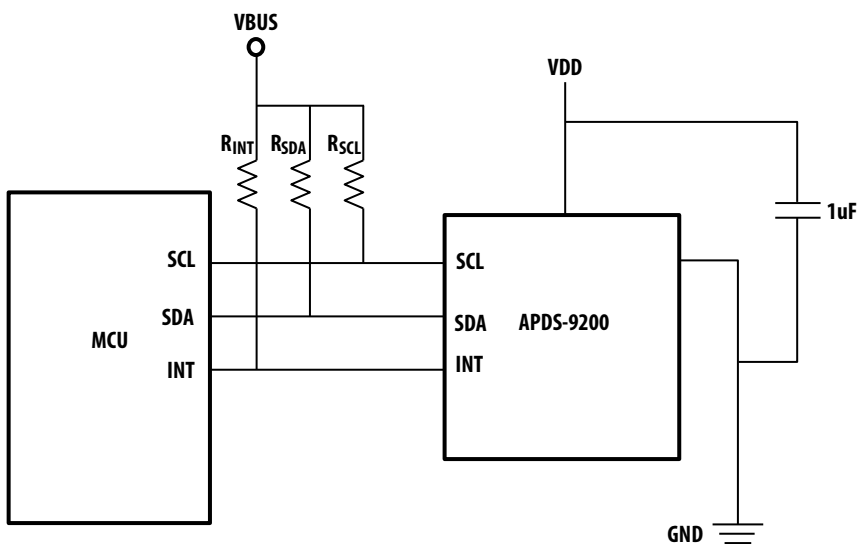 VBUS
VDD
RINT RSDA RSCL
1uF
SCL SCL
SDA SDA
MCU APDS-9200
INT INT
GND